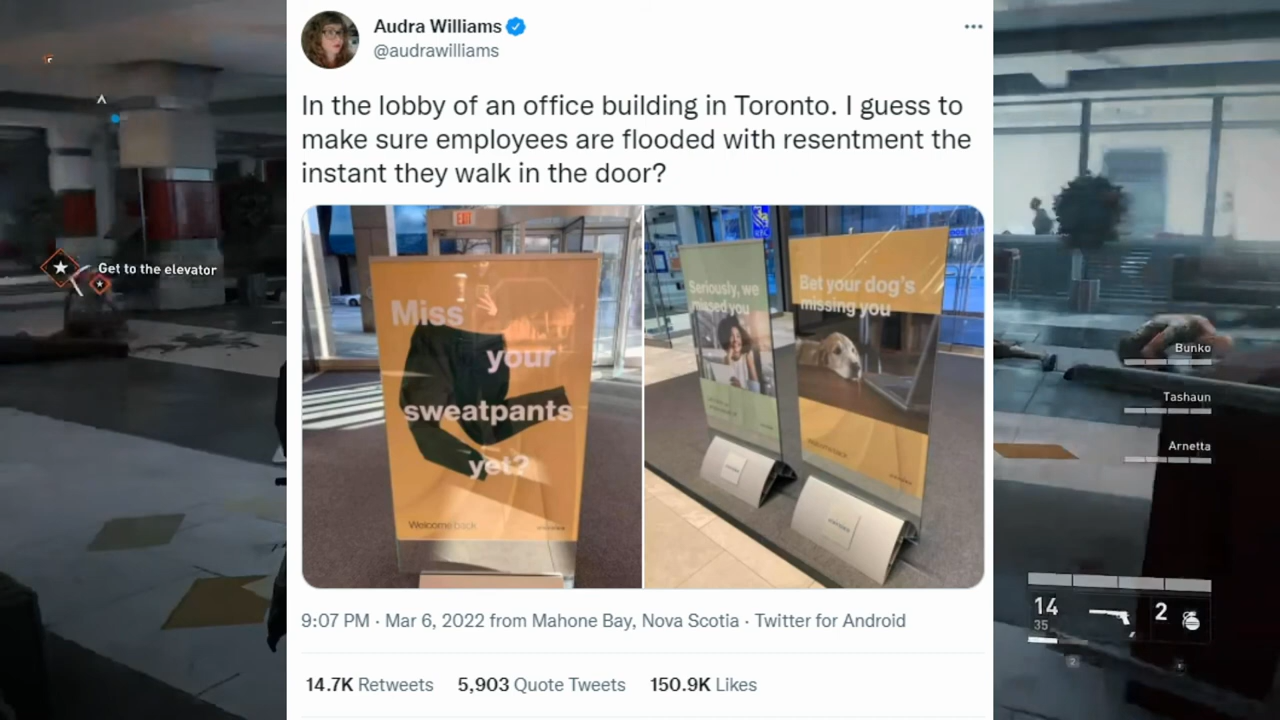 Audra Williams
@audrawilliams
In the lobby of an office building in Toronto. I guess to
make sure employees are flooded with resentment the
instant they walk in the door?
EXIT
Miss
your
sweatpants
yet?
Welcome back
Seriously, we
missed you
Bet your dog's
missing you
9:07 PM · Mar 6, 2022 from Mahone Bay, Nova Scotia · Twitter for Android
14.7K Retweets 5,903 Quote Tweets 150.9K Likes
Get to the elevator
Bunko
Tashaun
Arnetta
14
35
2
2